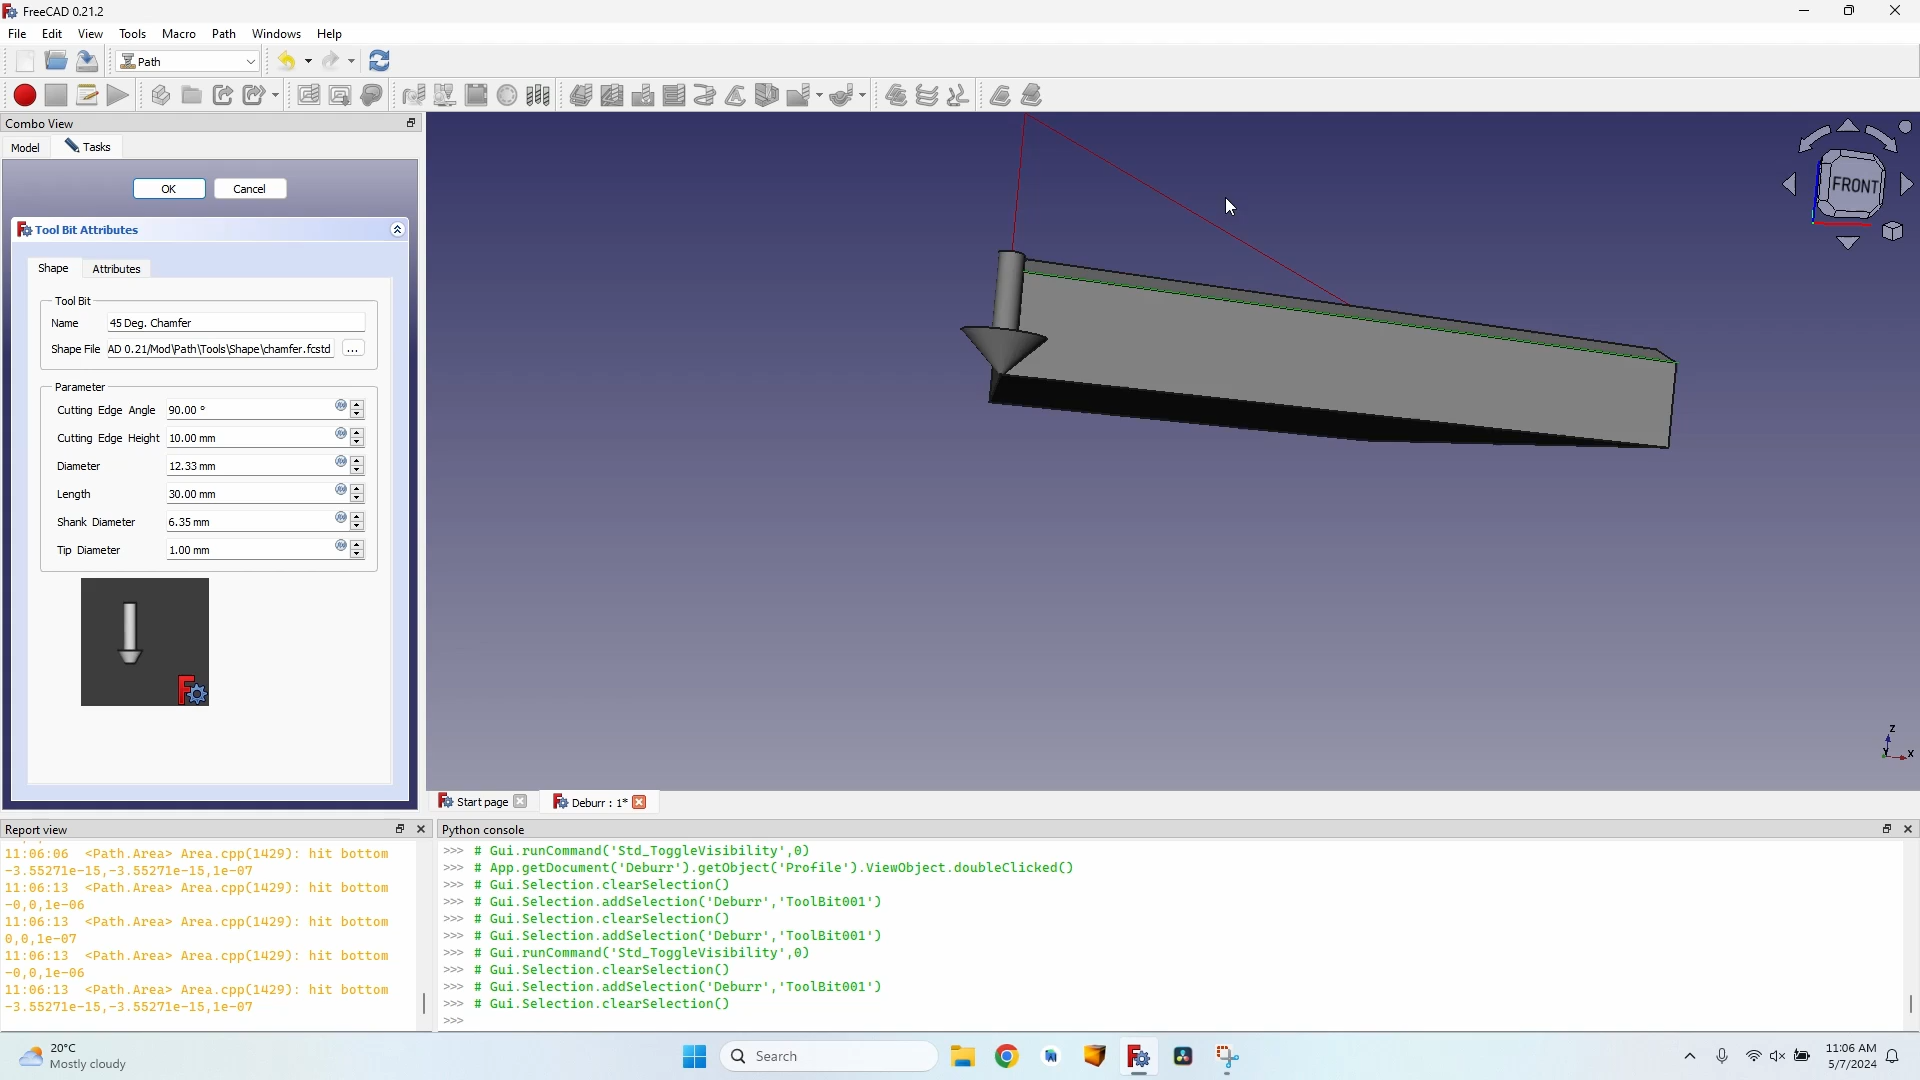 FreeCAD 0.21.2
File Edit View Tools Macro Path Windows Help
Path
Combo View
Model Tasks
OK Cancel
Tool Bit Attributes
Shape Attributes
Tool Bit
Name 45 Deg. Chamfer
Shape File AD 0.21/Mod\Path\Tools\Shape\chamfer.fcstd ...
Parameter
Cutting Edge Angle 90.00 °
Cutting Edge Height 10.00 mm
Diameter 12.33 mm
Length 30.00 mm
Shank Diameter 6.35 mm
Tip Diameter 1.00 mm
FRONT
Z
Y X
Start page Deburr : 1*
Report view
11:06:06 <Path.Area> Area.cpp(1429): hit bottom
-3.55271e-15,-3.55271e-15,1e-07
11:06:13 <Path.Area> Area.cpp(1429): hit bottom
-0,0,1e-06
11:06:13 <Path.Area> Area.cpp(1429): hit bottom
0,0,1e-07
11:06:13 <Path.Area> Area.cpp(1429): hit bottom
-0,0,1e-06
11:06:13 <Path.Area> Area.cpp(1429): hit bottom
-3.55271e-15,-3.55271e-15,1e-07
Python console
>>> # Gui.runCommand('Std_ToggleVisibility',0)
>>> # App.getDocument('Deburr').getObject('Profile').ViewObject.doubleClicked()
>>> # Gui.Selection.clearSelection()
>>> # Gui.Selection.addSelection('Deburr','ToolBit001')
>>> # Gui.Selection.clearSelection()
>>> # Gui.Selection.addSelection('Deburr','ToolBit001')
>>> # Gui.runCommand('Std_ToggleVisibility',0)
>>> # Gui.Selection.clearSelection()
>>> # Gui.Selection.addSelection('Deburr','ToolBit001')
>>> # Gui.Selection.clearSelection()
>>>
20°C
Mostly cloudy
Search
11:06 AM
5/7/2024